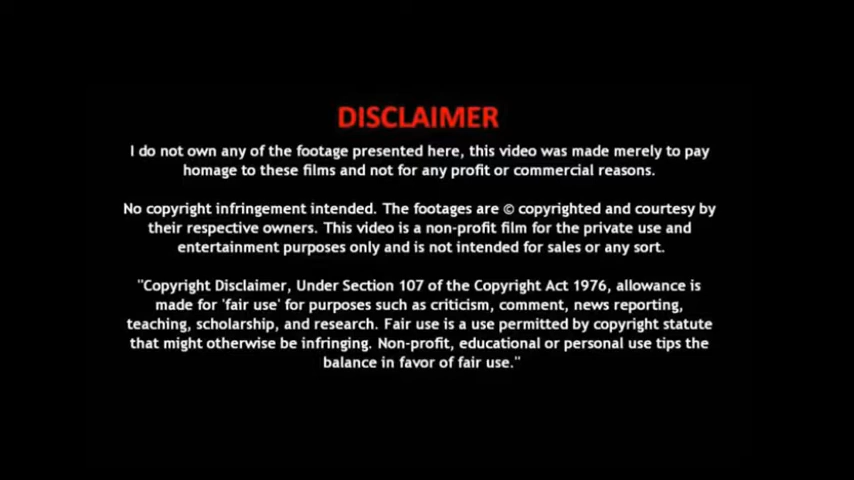 DISCLAIMER
I do not own any of the footage presented here, this video was made merely to pay
homage to these films and not for any profit or commercial reasons.
No copyright infringement intended. The footages are © copyrighted and courtesy by
their respective owners. This video is a non-profit film for the private use and
entertainment purposes only and is not intended for sales or any sort.
"Copyright Disclaimer, Under Section 107 of the Copyright Act 1976, allowance is
made for 'fair use' for purposes such as criticism, comment, news reporting,
teaching, scholarship, and research. Fair use is a use permitted by copyright statute
that might otherwise be infringing. Non-profit, educational or personal use tips the
balance in favor of fair use."